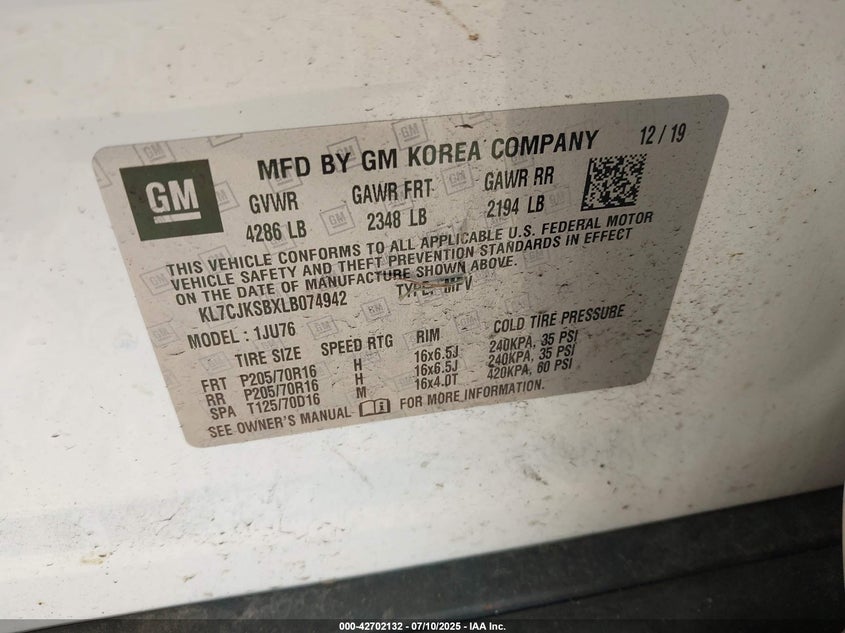 GM
MFD BY GM KOREA COMPANY 12 / 19
GVWR GAWR FRT GAWR RR
4286 LB 2348 LB 2194 LB
THIS VEHICLE CONFORMS TO ALL APPLICABLE U.S. FEDERAL MOTOR
VEHICLE SAFETY AND THEFT PREVENTION STANDARDS IN EFFECT
ON THE DATE OF MANUFACTURE SHOWN ABOVE.
KL7CJKSBXLB074942 TYPE: MPV
MODEL : 1JU76
TIRE SIZE SPEED RTG RIM COLD TIRE PRESSURE
FRT P205/70R16 H 16x6.5J 240KPA, 35 PSI
RR P205/70R16 H 16x6.5J 240KPA, 35 PSI
SPA T125/70D16 M 16x4.0T 420KPA, 60 PSI
SEE OWNER'S MANUAL FOR MORE INFORMATION.
000-42702132 - 07/10/2025 - IAA Inc.